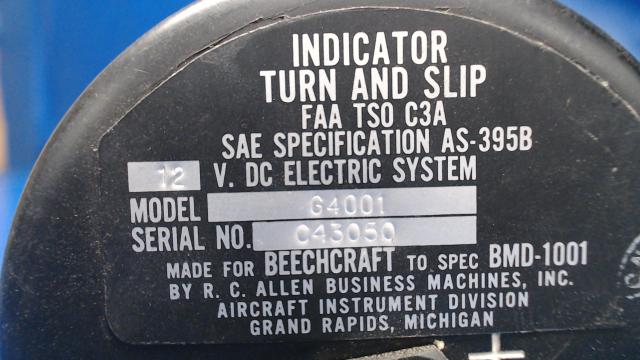 INDICATOR
TURN AND SLIP
FAA TSO C3A
SAE SPECIFICATION AS-395B
12 V. DC ELECTRIC SYSTEM
MODEL G4001
SERIAL NO. C43050
MADE FOR BEECHCRAFT TO SPEC BMD-1001
BY R. C. ALLEN BUSINESS MACHINES, INC.
AIRCRAFT INSTRUMENT DIVISION
GRAND RAPIDS, MICHIGAN